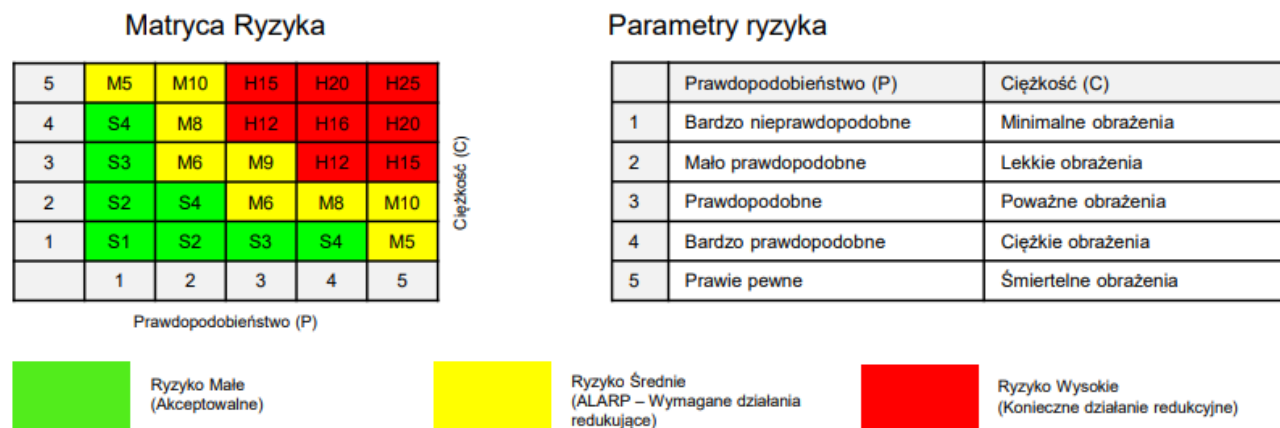 Matryca Ryzyka
5 M5 M10 H15 H20 H25
4 S4 M8 H12 H16 H20
3 S3 M6 M9 H12 H15
2 S2 S4 M6 M8 M10
1 S1 S2 S3 S4 M5
1 2 3 4 5
Prawdopodobieństwo (P)
Ciężkość (C)
Parametry ryzyka
Prawdopodobieństwo (P) Ciężkość (C)
1 Bardzo nieprawdopodobne Minimalne obrażenia
2 Mało prawdopodobne Lekkie obrażenia
3 Prawdopodobne Poważne obrażenia
4 Bardzo prawdopodobne Ciężkie obrażenia
5 Prawie pewne Śmiertelne obrażenia
Ryzyko Małe
(Akceptowalne)
Ryzyko Średnie
(ALARP – Wymagane działania
redukujące)
Ryzyko Wysokie
(Konieczne działanie redukcyjne)